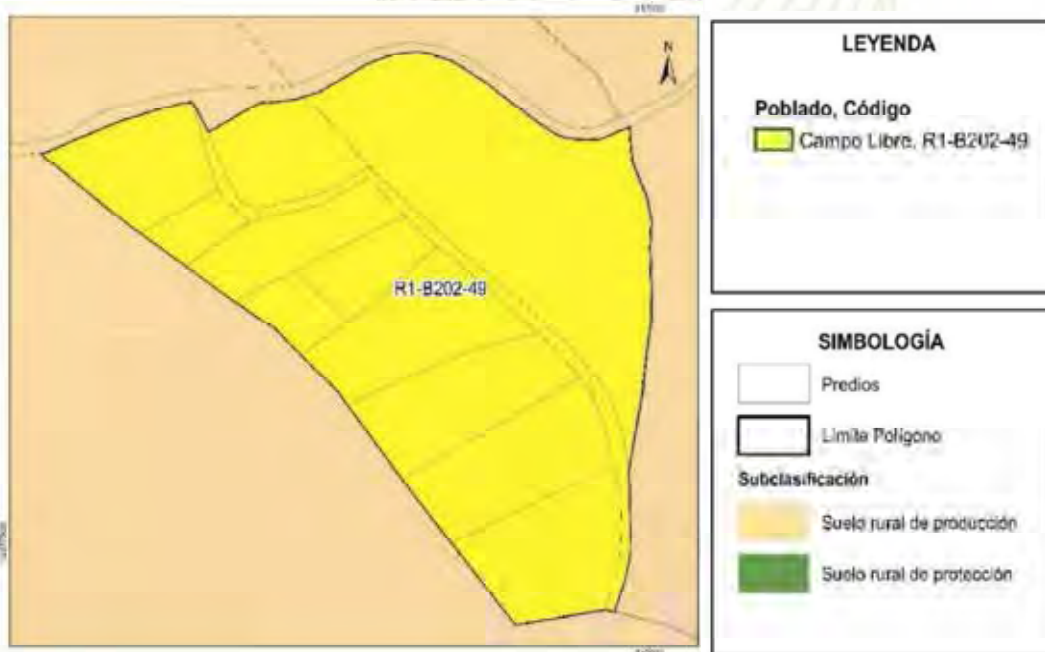 N
R1-B202-49
LEYENDA
Poblado, Código
Campo Libre, R1-B202-49
SIMBOLOGÍA
Predios
Límite Polígono
Subclasificación
Suelo rural de producción
Suelo rural de protección